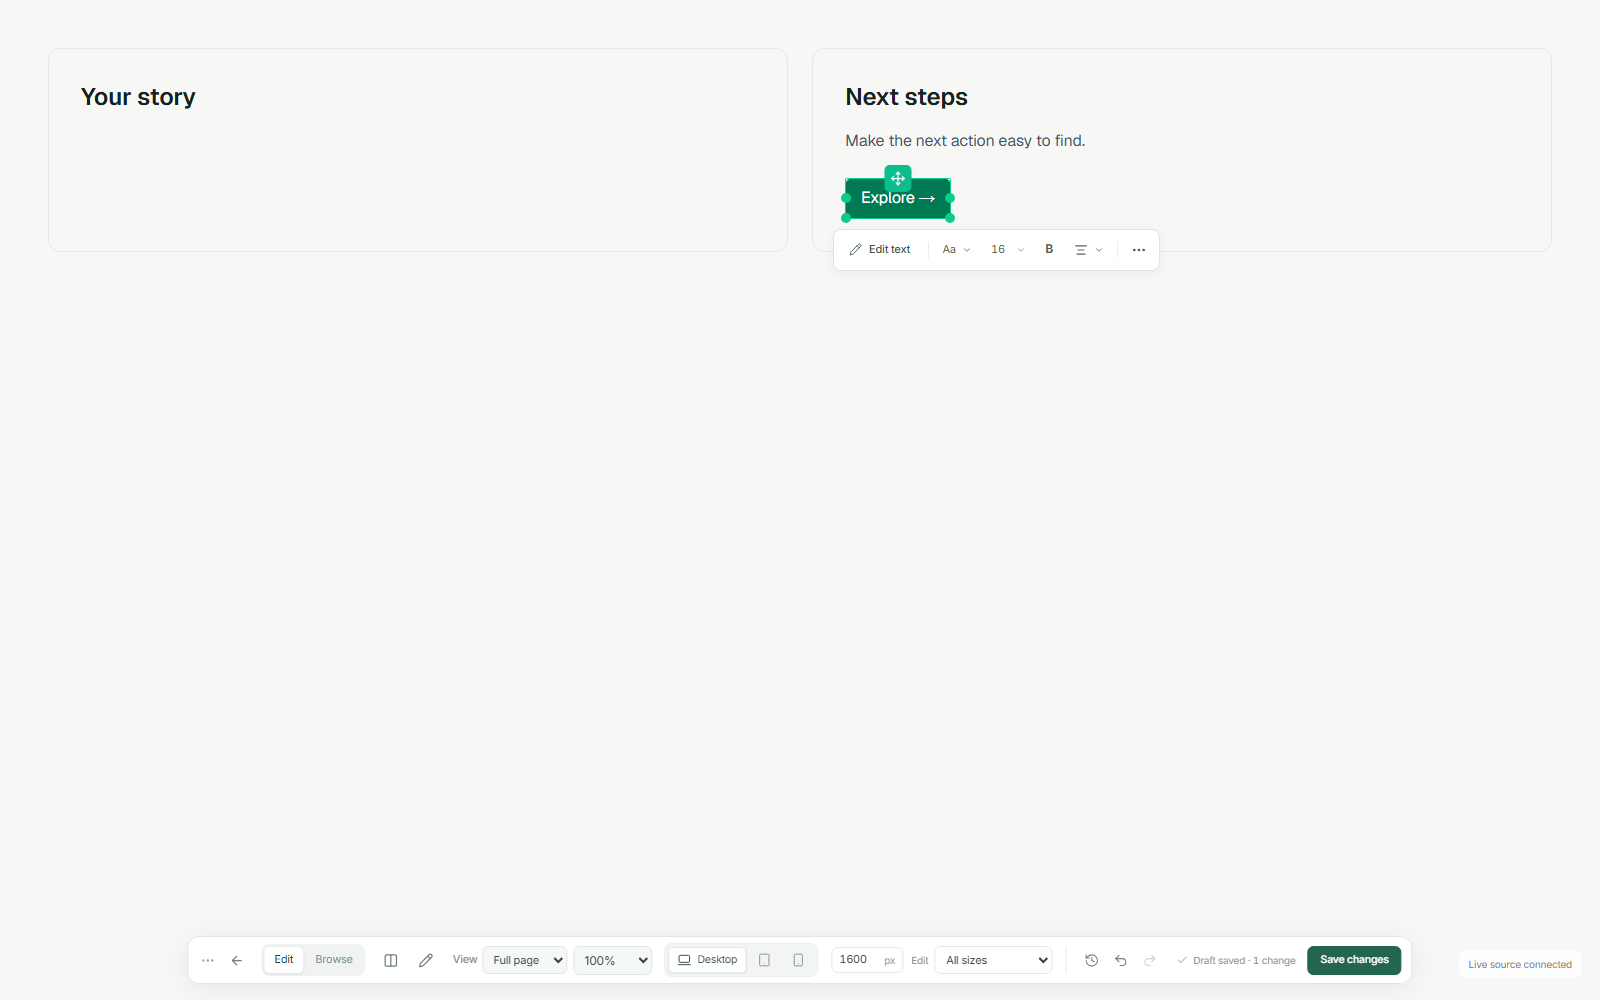 Your story
Next steps
Make the next action easy to find.
Explore →
Edit text Aa 16 B
Edit Browse View Full page 100% Desktop 1600 px Edit All sizes Draft saved · 1 change Save changes
Live source connected